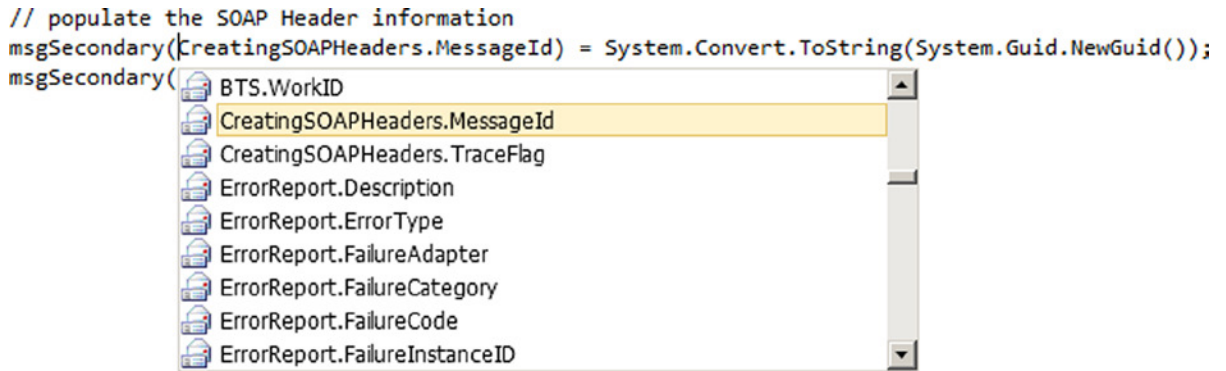 // populate the SOAP Header information
msgSecondary(CreatingSOAPHeaders.MessageId) = System.Convert.ToString(System.Guid.NewGuid());
msgSecondary(
BTS.WorkID
CreatingSOAPHeaders.MessageId
CreatingSOAPHeaders.TraceFlag
ErrorReport.Description
ErrorReport.ErrorType
ErrorReport.FailureAdapter
ErrorReport.FailureCategory
ErrorReport.FailureCode
ErrorReport.FailureInstanceID